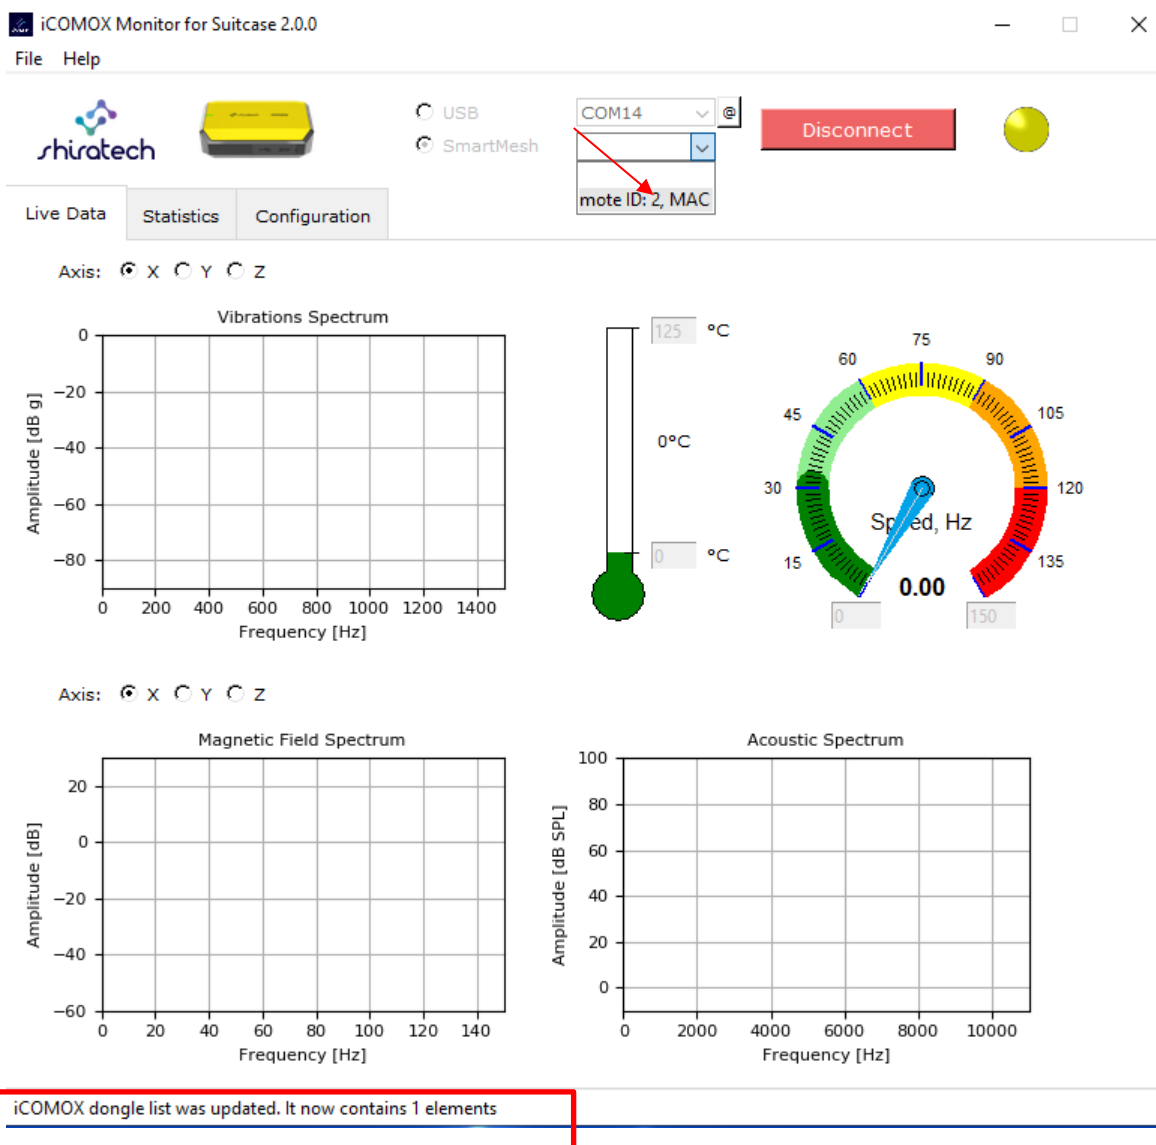 iCOMOX Monitor for Suitcase 2.0.0
File Help
shiratech
USB
SmartMesh
COM14
@
Disconnect
mote ID: 2, MAC
Live Data Statistics Configuration
Axis: X Y Z
Vibrations Spectrum
Amplitude [dB g]
0
−20
−40
−60
−80
0 200 400 600 800 1000 1200 1400
Frequency [Hz]
125 °C
0°C
0 °C
0
15
30
45
60
75
90
105
120
135
150
Speed, Hz
0.00
Axis: X Y Z
Magnetic Field Spectrum
Amplitude [dB]
20
0
−20
−40
−60
0 20 40 60 80 100 120 140
Frequency [Hz]
Acoustic Spectrum
Amplitude [dB SPL]
100
80
60
40
20
0
0 2000 4000 6000 8000 10000
Frequency [Hz]
iCOMOX dongle list was updated. It now contains 1 elements